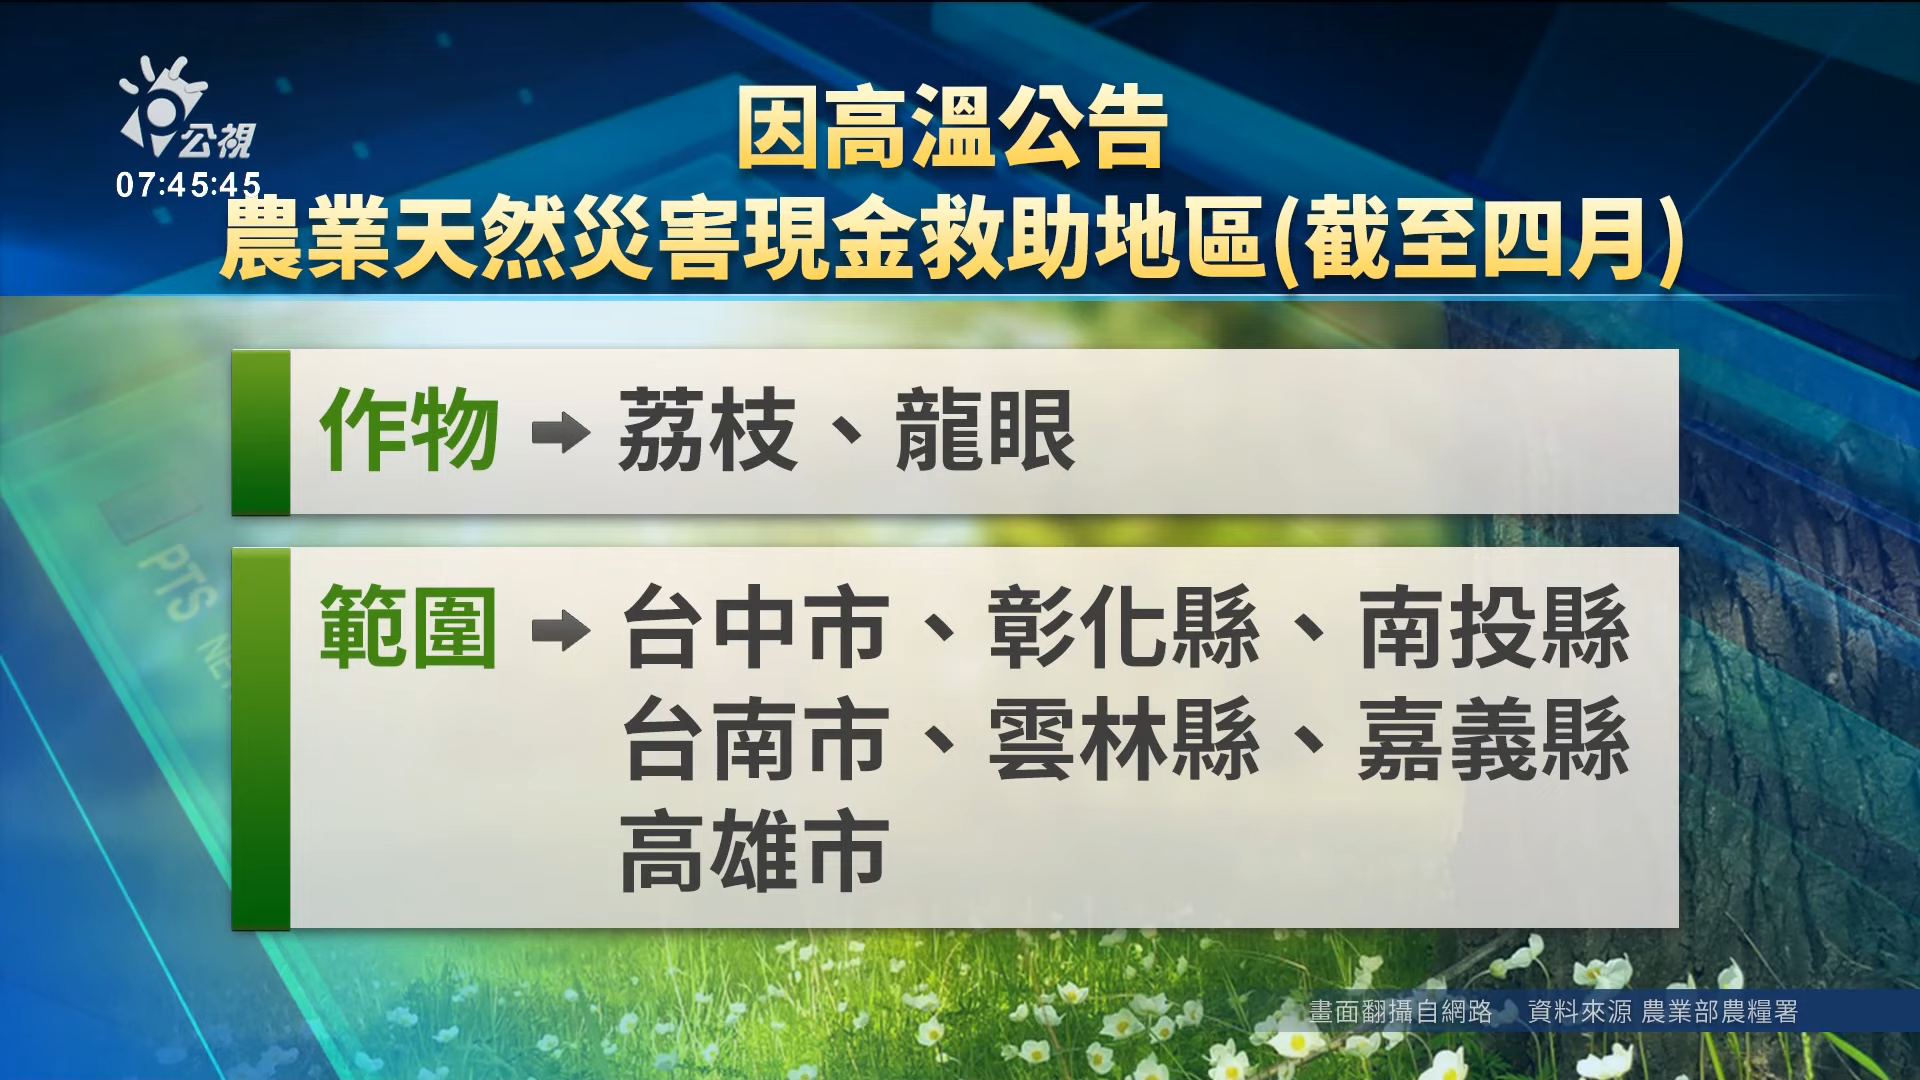 公視
07:45:45
因高溫公告
農業天然災害現金救助地區(截至四月)
作物 荔枝、龍眼
範圍 台中市、彰化縣、南投縣
台南市、雲林縣、嘉義縣
高雄市
PTS NEW
畫面翻攝自網路 資料來源 農業部農糧署